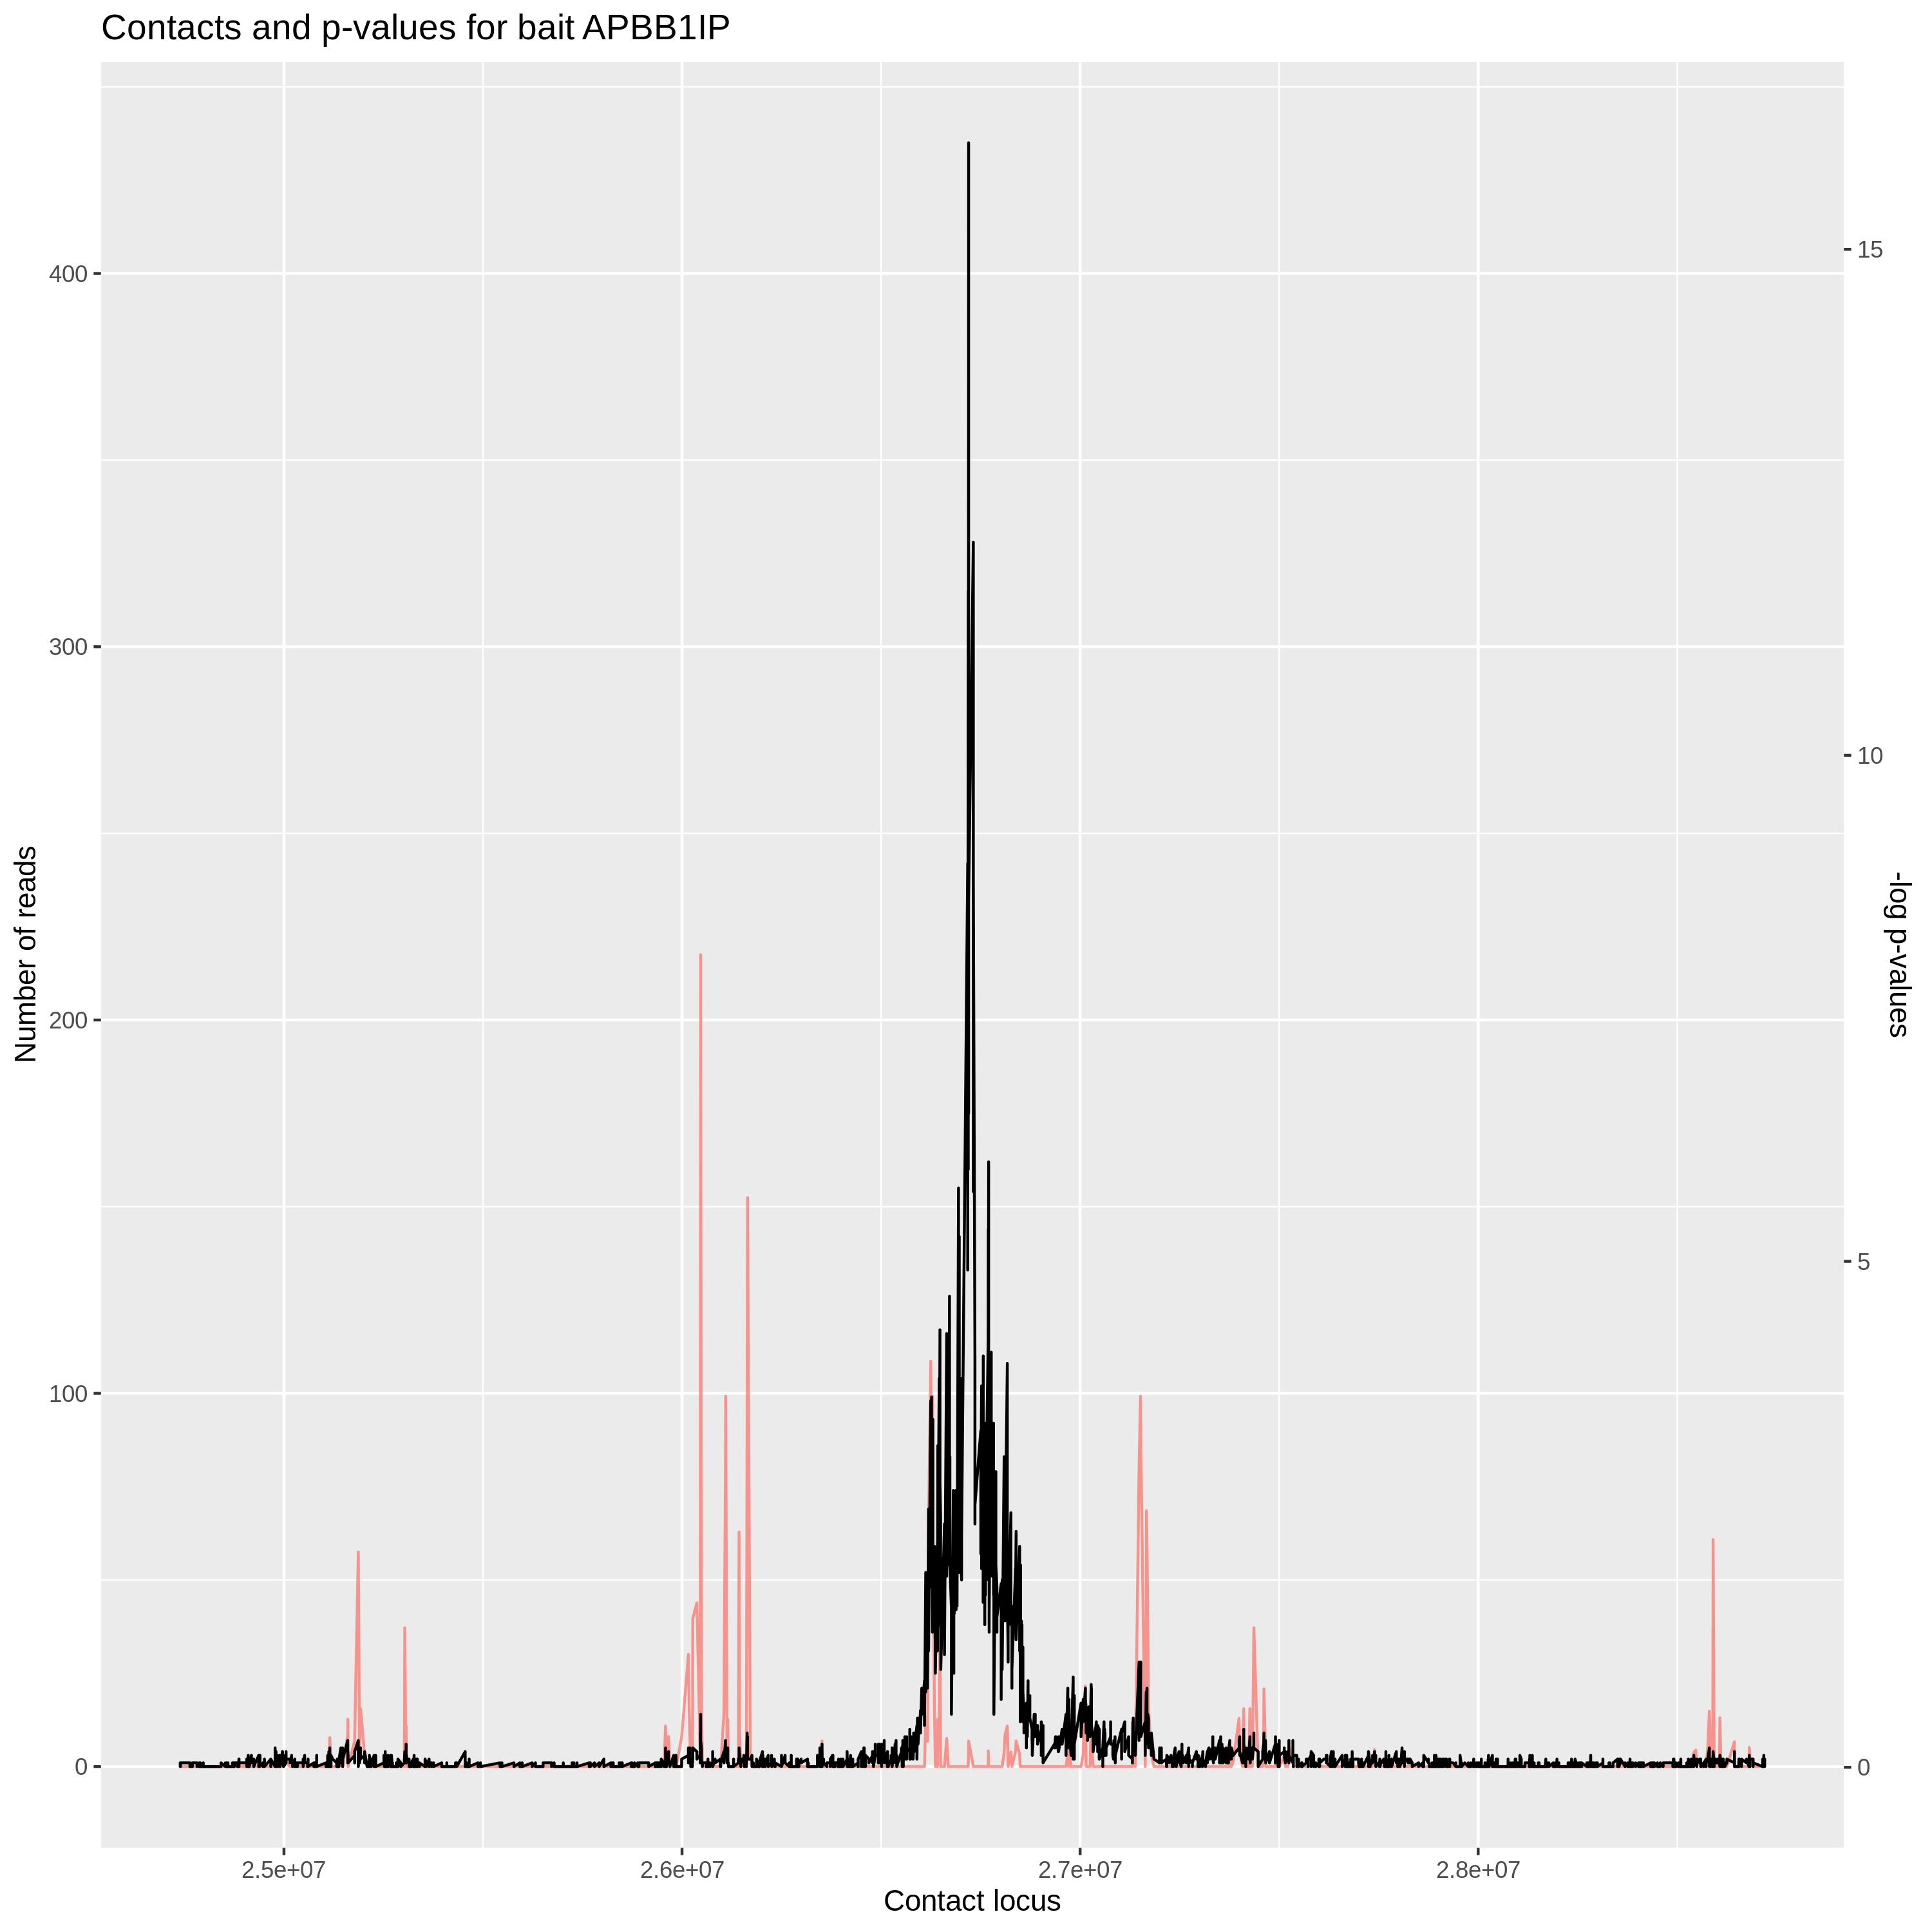 Contacts and p-values for bait APBB1IP
400
300
200
100
0
15
10
5
0
Number of reads
-log p-values
2.5e+07 2.6e+07 2.7e+07 2.8e+07
Contact locus